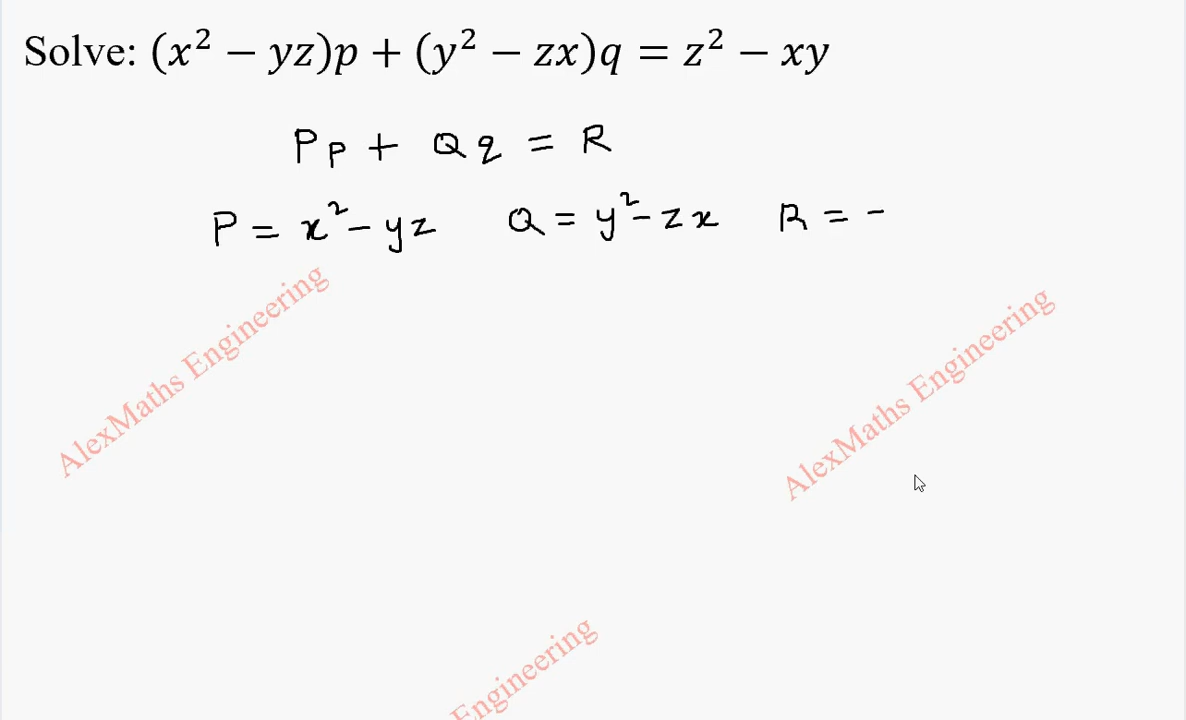 Solve: (x² − yz)p + (y² − zx)q = z² − xy
Pp + Qq = R
P = x² − yz Q = y² − zx R = -
AlexMaths Engineering
AlexMaths Engineering
Engineering